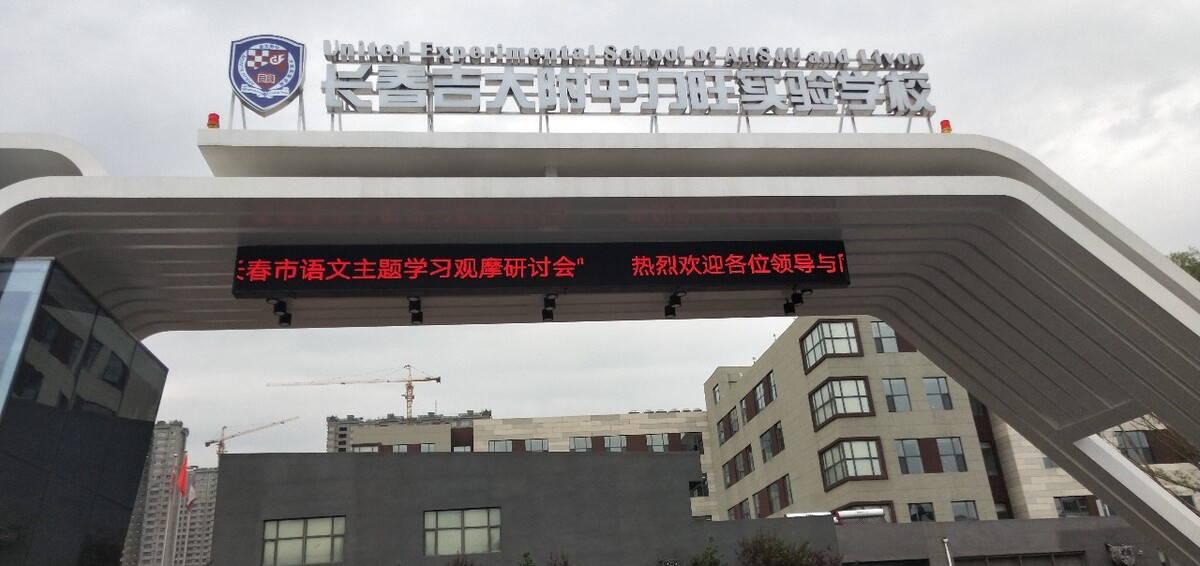 United Experimental School of AHSJU and Livon
长春吉大附中力旺实验学校
长春市语文主题学习观摩研讨会" 热烈欢迎各位领导与